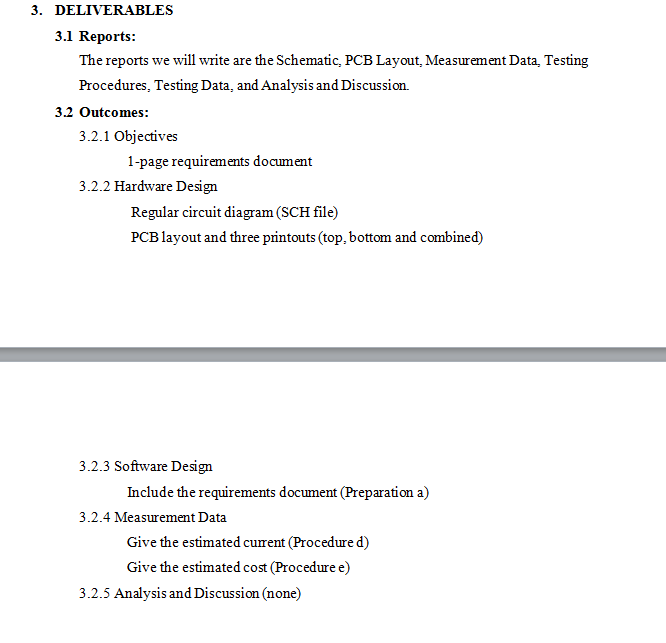 3. DELIVERABLES
3.1 Reports:
The reports we will write are the Schematic, PCB Layout, Measurement Data, Testing
Procedures, Testing Data, and Analysis and Discussion.
3.2 Outcomes:
3.2.1 Objectives
1-page requirements document
3.2.2 Hardware Design
Regular circuit diagram (SCH file)
PCB layout and three printouts (top, bottom and combined)
3.2.3 Software Design
Include the requirements document (Preparation a)
3.2.4 Measurement Data
Give the estimated current (Procedure d)
Give the estimated cost (Procedure e)
3.2.5 Analysis and Discussion (none)